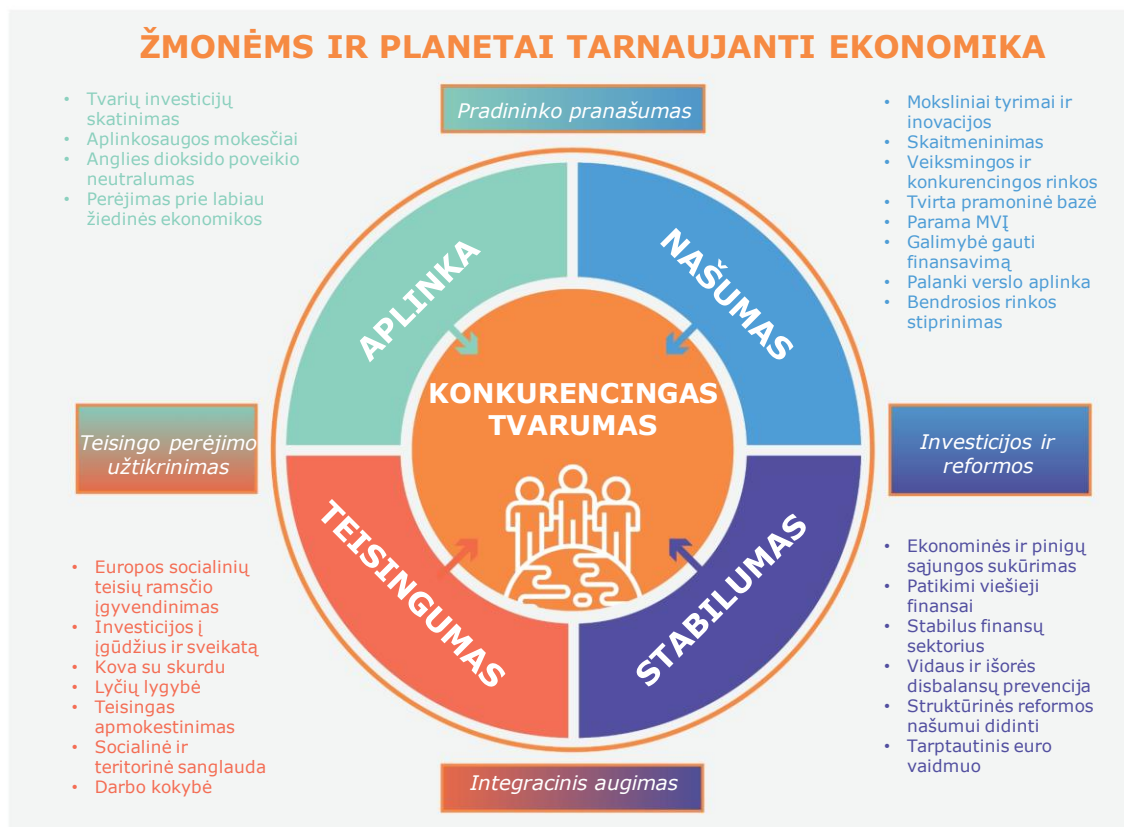 ŽMONĖMS IR PLANETAI TARNAUJANTI EKONOMIKA
• Tvarių investicijų
skatinimas
• Aplinkosaugos mokesčiai
• Anglies dioksido poveikio
neutralumas
• Perėjimas prie labiau
žiedinės ekonomikos
Pradininko pranašumas
• Moksliniai tyrimai ir
inovacijos
• Skaitmeninimas
• Veiksmingos ir
konkurencingos rinkos
• Tvirta pramoninė bazė
• Parama MVĮ
• Galimybė gauti
finansavimą
• Palanki verslo aplinka
• Bendrosios rinkos
stiprinimas
APLINKA
NAŠUMAS
KONKURENCINGAS
TVARUMAS
Teisingo perėjimo
užtikrinimas
Investicijos ir
reformos
TEISINGUMAS
STABILUMAS
• Europos socialinių
teisių ramsčio
įgyvendinimas
• Investicijos į
įgūdžius ir sveikatą
• Kova su skurdu
• Lyčių lygybė
• Teisingas
apmokestinimas
• Socialinė ir
teritorinė sanglauda
• Darbo kokybė
• Ekonominės ir pinigų
sąjungos sukūrimas
• Patikimi viešieji
finansai
• Stabilus finansų
sektorius
• Vidaus ir išorės
disbalansų prevencija
• Struktūrinės reformos
našumui didinti
• Tarptautinis euro
vaidmuo
Integracinis augimas